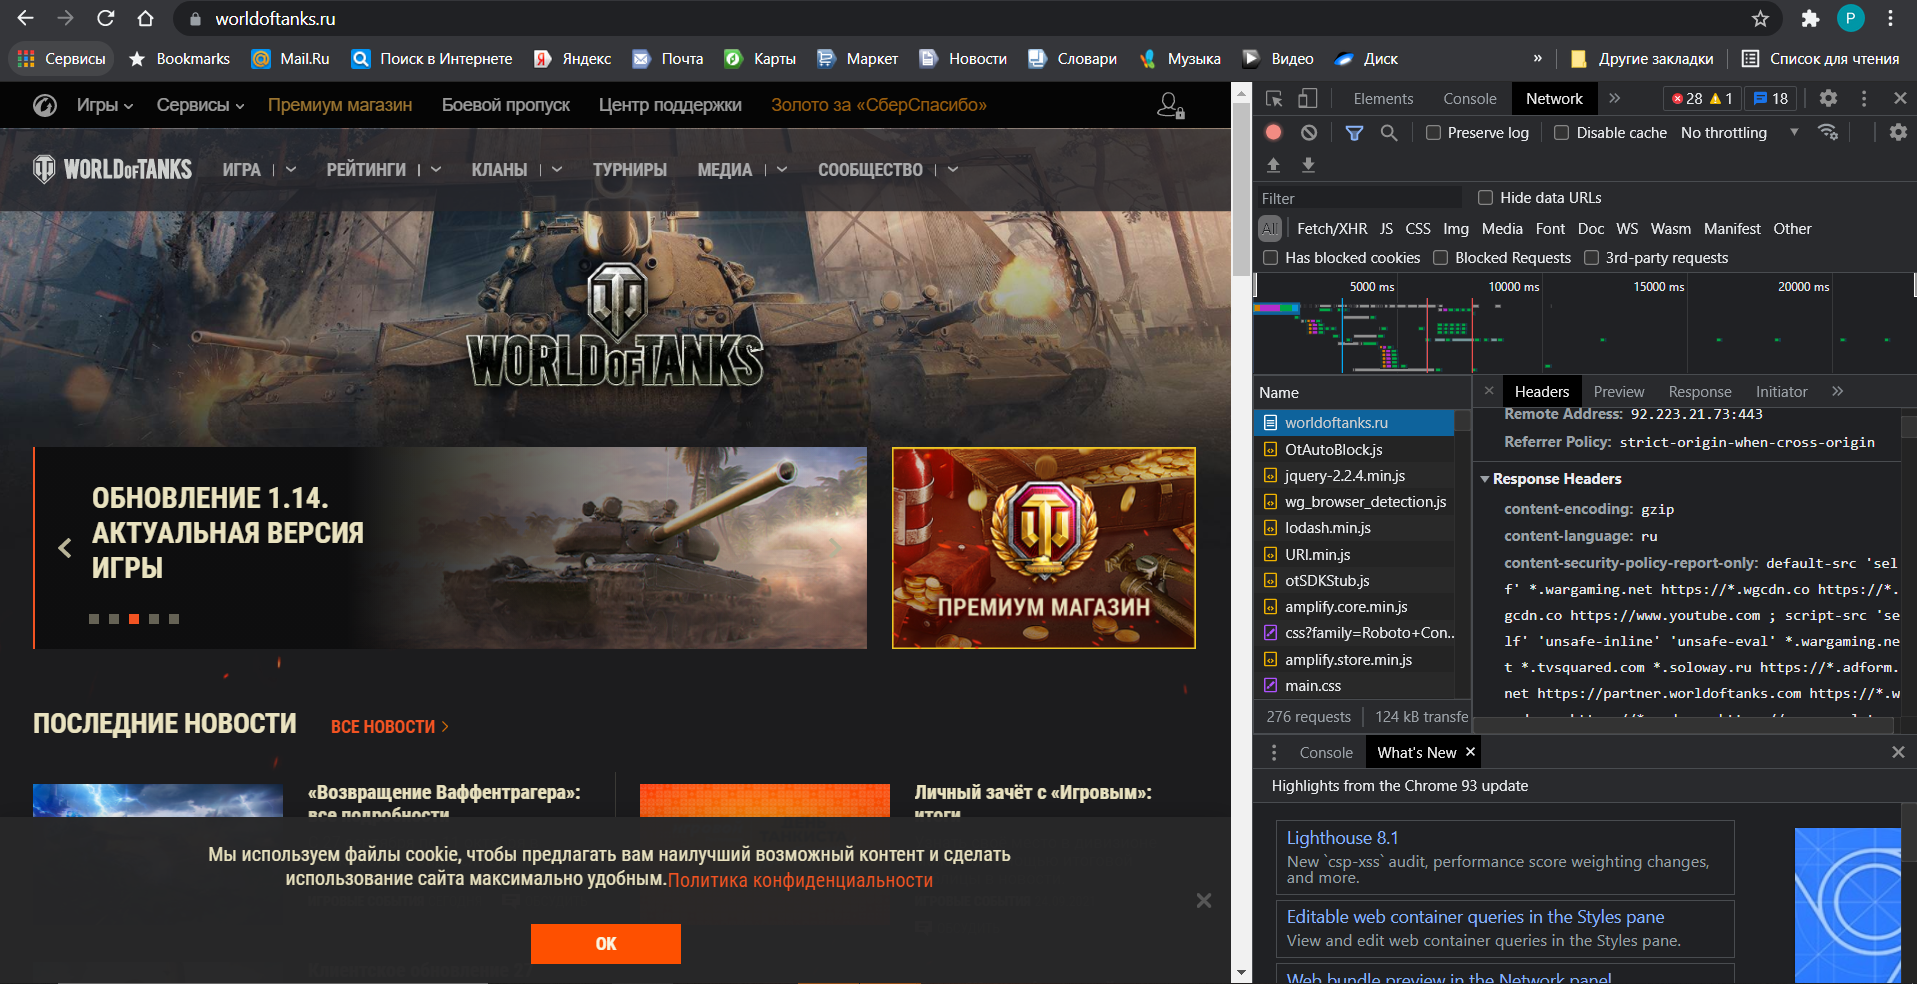 worldoftanks.ru
P
Сервисы
Bookmarks
Mail.Ru
Поиск в Интернете
Яндекс
Почта
Карты
Маркет
Новости
Словари
Музыка
Видео
Диск
»
Другие закладки
Список для чтения
Игры
Сервисы
Премиум магазин
Боевой пропуск
Центр поддержки
Золото за «СберСпасибо»
WORLD OF TANKS
ИГРА
РЕЙТИНГИ
КЛАНЫ
ТУРНИРЫ
МЕДИА
СООБЩЕСТВО
WORLD OF TANKS
ОБНОВЛЕНИЕ 1.14.
АКТУАЛЬНАЯ ВЕРСИЯ
ИГРЫ
ПРЕМИУМ МАГАЗИН
ПОСЛЕДНИЕ НОВОСТИ
ВСЕ НОВОСТИ
«Возвращение Ваффентрагера»:
все подробности
Личный зачёт с «Игровым»:
итоги
Мы используем файлы cookie, чтобы предлагать вам наилучший возможный контент и сделать
использование сайта максимально удобным.Политика конфиденциальности
OK
Elements
Console
Network
28
1
18
Preserve log
Disable cache
No throttling
Filter
Hide data URLs
All
Fetch/XHR
JS
CSS
Img
Media
Font
Doc
WS
Wasm
Manifest
Other
Has blocked cookies
Blocked Requests
3rd-party requests
5000 ms
10000 ms
15000 ms
20000 ms
Name
worldoftanks.ru
OtAutoBlock.js
jquery-2.2.4.min.js
wg_browser_detection.js
lodash.min.js
URI.min.js
otSDKStub.js
amplify.core.min.js
css?family=Roboto+Con..
amplify.store.min.js
main.css
276 requests
124 kB transfe
Headers
Preview
Response
Initiator
Remote Address: 92.223.21.73:443
Referrer Policy: strict-origin-when-cross-origin
Response Headers
content-encoding: gzip
content-language: ru
content-security-policy-report-only: default-src 'sel
f' *.wargaming.net https://*.wgcdn.co https://*.
gcdn.co https://www.youtube.com ; script-src 'se
lf' 'unsafe-inline' 'unsafe-eval' *.wargaming.ne
t *.tvsquared.com *.soloway.ru https://*.adform.
net https://partner.worldoftanks.com https://*.w
Console
What's New
Highlights from the Chrome 93 update
Lighthouse 8.1
New `csp-xss` audit, performance score weighting changes,
and more.
Editable web container queries in the Styles pane
View and edit web container queries in the Styles pane.
Web bundle preview in the Network panel